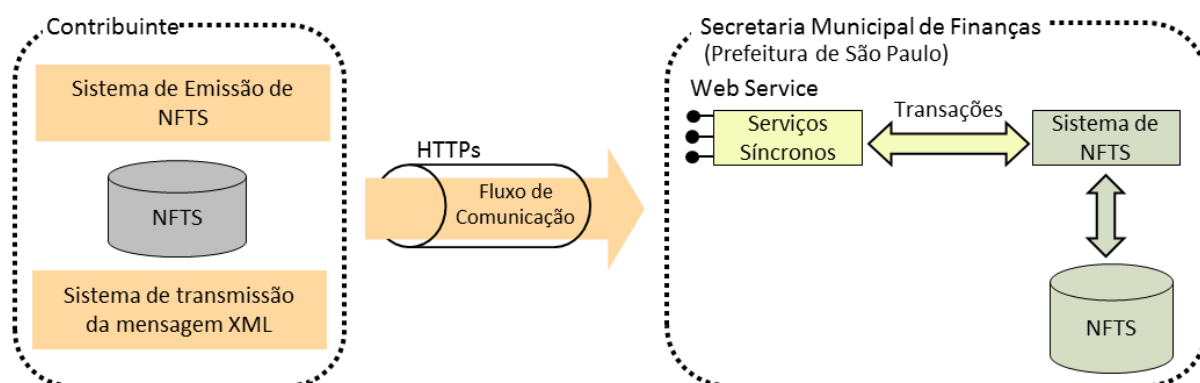 Contribuinte
Sistema de Emissão de
NFTS
NFTS
Sistema de transmissão
da mensagem XML
HTTPs
Fluxo de
Comunicação
Secretaria Municipal de Finanças
(Prefeitura de São Paulo)
Web Service
Serviços
Síncronos
Transações
Sistema de
NFTS
NFTS